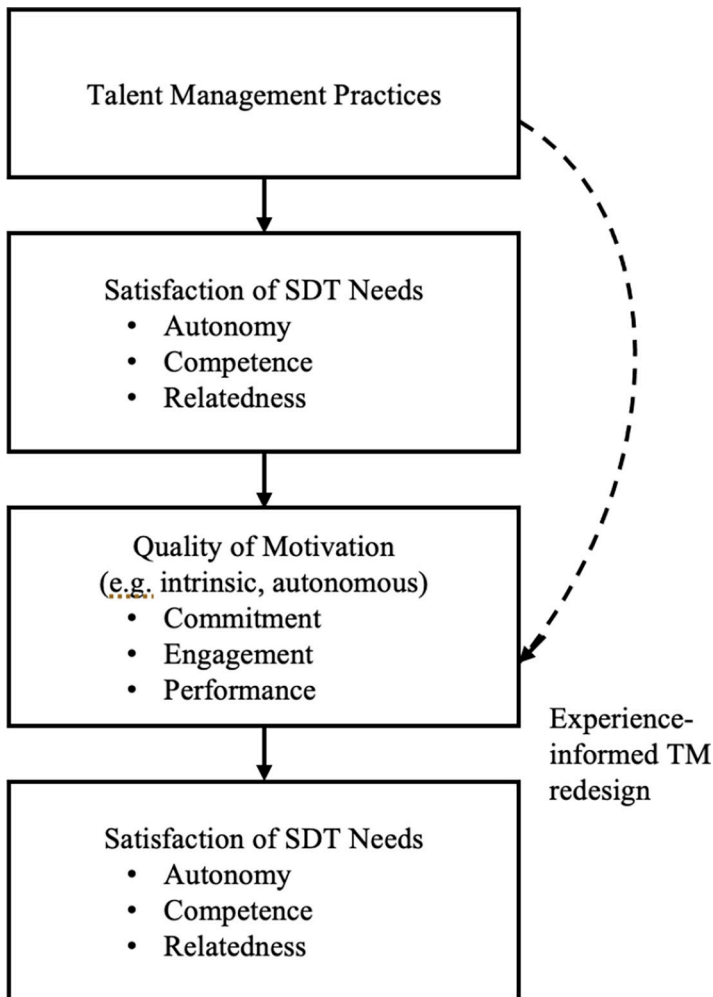 Talent Management Practices
Satisfaction of SDT Needs
• Autonomy
• Competence
• Relatedness
Quality of Motivation
(e.g. intrinsic, autonomous)
• Commitment
• Engagement
• Performance
Experience-
informed TM
redesign
Satisfaction of SDT Needs
• Autonomy
• Competence
• Relatedness